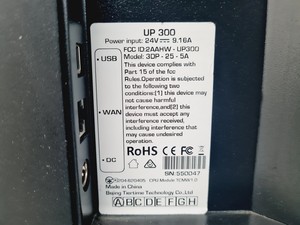 UP 300
Power input: 24V 9.16A
FCC ID:2AAHW - UP300
Model: 3DP - 25 - 5A
This device complies with
Part 15 of the fcc
Rules.Operation is subjected
to the following two
conditions:(1) this device may
not cause harmful
interference,and(2) this
device must accept any
interference received,
including interference that
may cause undesired
operation.
RoHS CE FC
S/N:550047
CPU Module:
Made in China
Beijing Tiertime Technology Co., Ltd
A B C D E F G H
• USB
• WAN
• DC